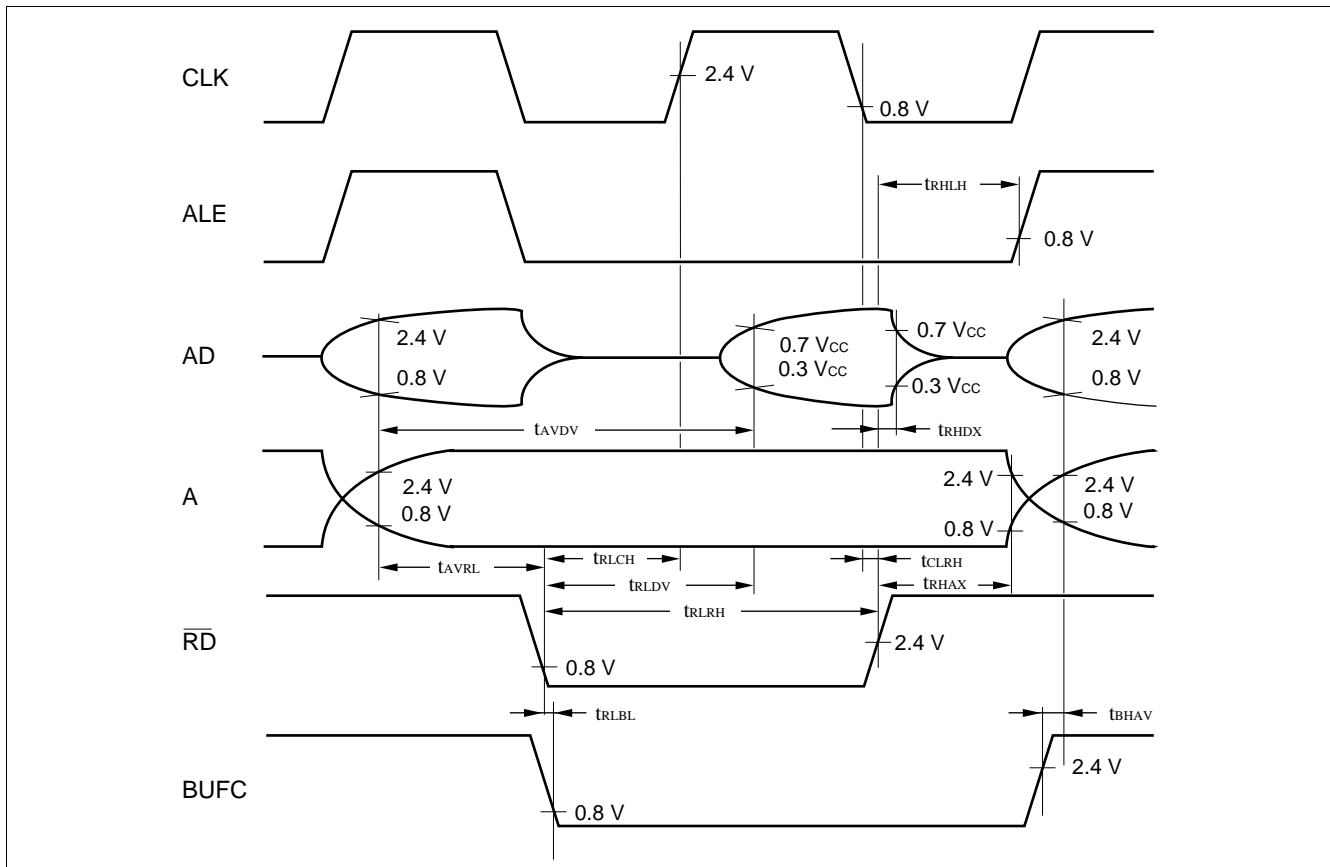 CLK
2.4 V
0.8 V
tRHLH
ALE
0.8 V
AD
2.4 V
0.8 V
0.7 VCC
0.3 VCC
0.7 VCC
0.3 VCC
2.4 V
0.8 V
tAVDV
tRHDX
A
2.4 V
0.8 V
2.4 V
0.8 V
2.4 V
0.8 V
tAVRL
tRLCH
tCLRH
tRLDV
tRHAX
tRLRH
RD
0.8 V
2.4 V
tRLBL
tBHAV
BUFC
0.8 V
2.4 V